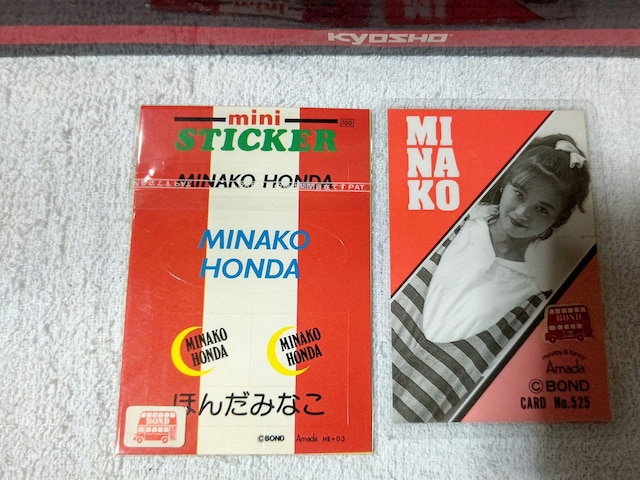 KYOSHO
mini
STICKER
100
MINAKO HONDA
MINAKO
HONDA
MINAKO
HONDA
MINAKO
HONDA
ほんだみなこ
BOND
©BOND Amada
MI
NA
KO
BOND
Amada
©BOND
CARD No.525